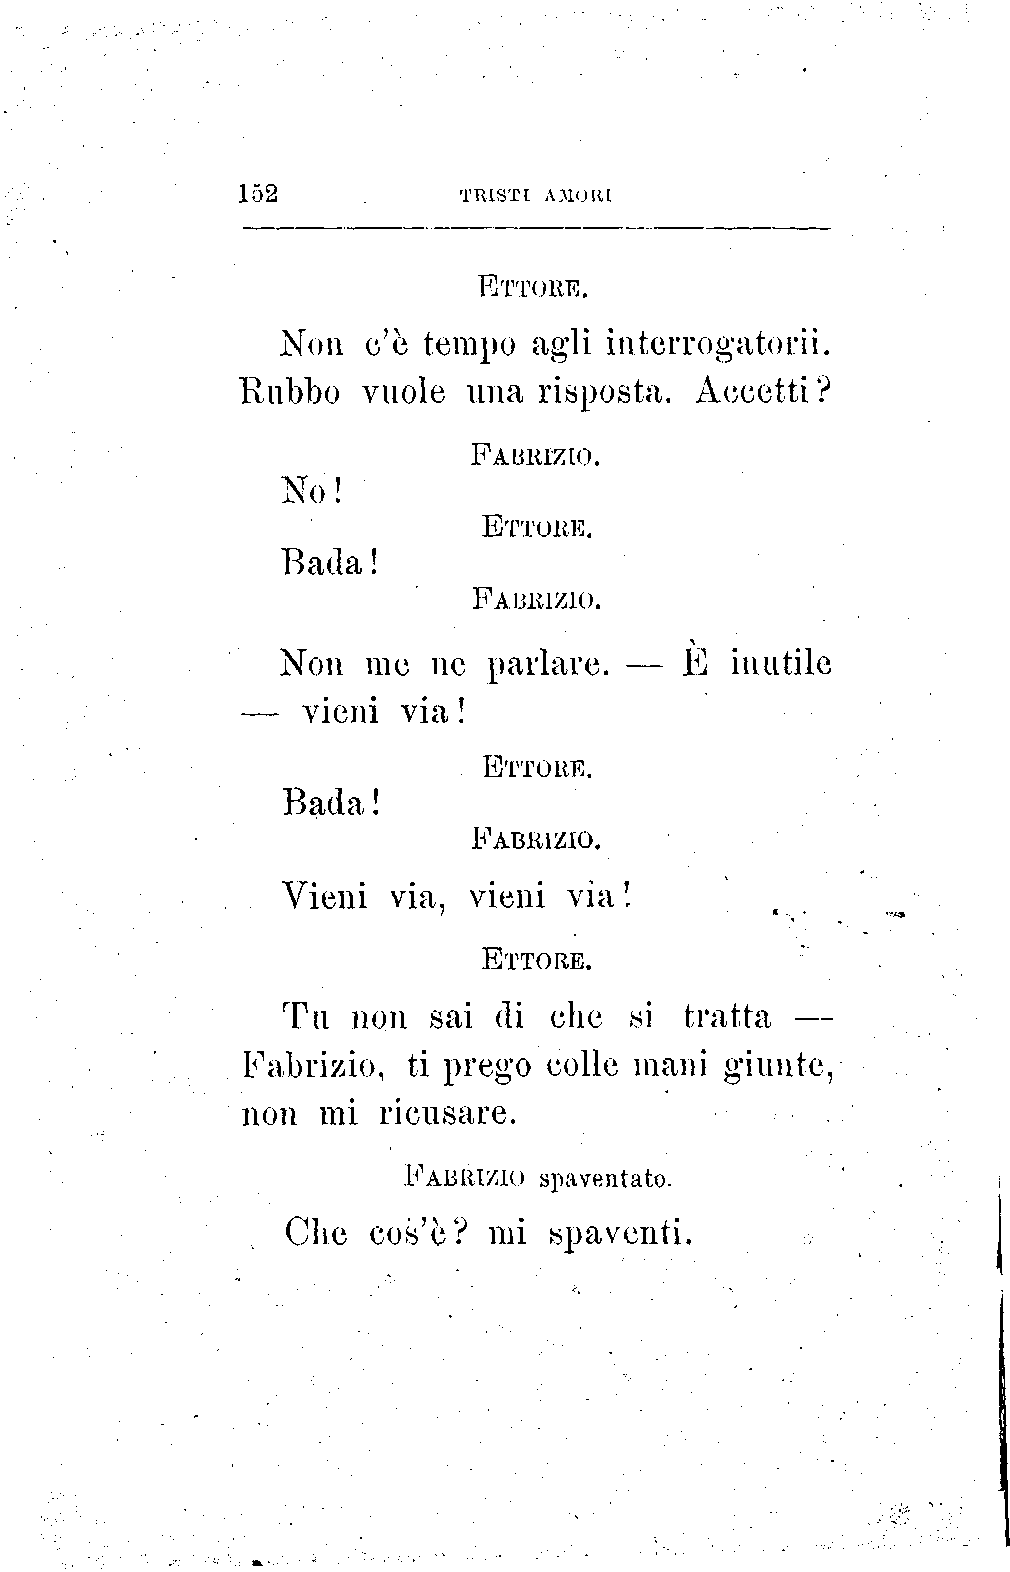 152 TRISTI AMORI
ETTORE.
Non c'è tempo agli interrogatorii.
Rubbo vuole una risposta. Accetti?
FABRIZIO.
No!
ETTORE.
Bada!
FABRIZIO.
Non me ne parlare. — È inutile
— vieni via!
ETTORE.
Bada!
FABRIZIO.
Vieni via, vieni via!
ETTORE.
Tu non sai di che si tratta —
Fabrizio, ti prego colle mani giunte,
non mi ricusare.
FABRIZIO spaventato.
Che cos'è? mi spaventi.